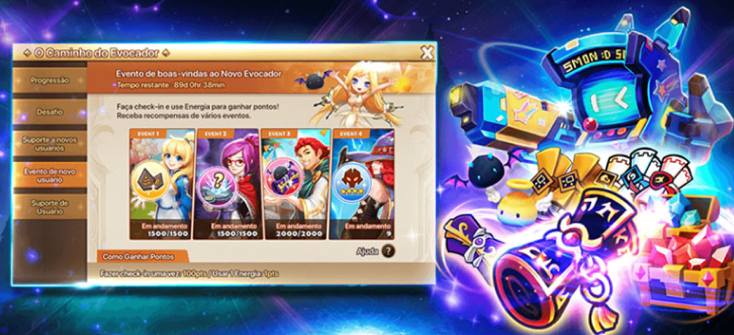 O Caminho do Evocador
Progressão
Desafio
Suporte a novos
usuários
Evento de novo
usuário
Suporte de
Usuário
Evento de boas-vindas ao Novo Evocador
Tempo restante 89d 0hr 38min
Faça check-in e use Energia para ganhar pontos!
Receba recompensas de vários eventos.
EVENT 1
Em andamento
1500/1500
EVENT 2
Em andamento
1500/1500
EVENT 3
Em andamento
2000/2000
EVENT 4
Em andamento
9
Ajuda ?
Como Ganhar Pontos
Fazer check-in uma vez: 100pts / Usar 1 Energia: 1pts